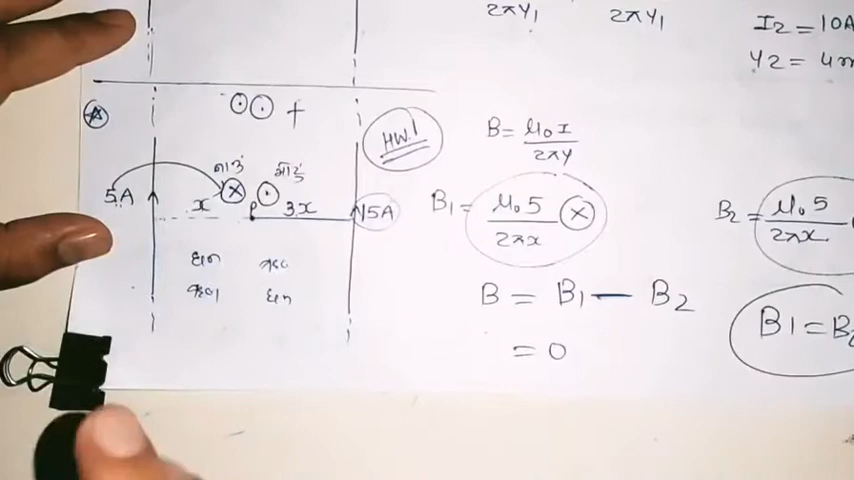 2πY₁ 2πY₁ I₂ = 10A
Y₂ = 4m
⊙⊙ +
HW.1
B = μ₀I / 2πY
નાનું
મોટું
5A x ⊗ ⊙ P 3x 15A
B₁ = μ₀5 / 2πx ⊗
B₂ = μ₀5 / 2πx
B = B₁ − B₂
= 0
B₁ = B₂